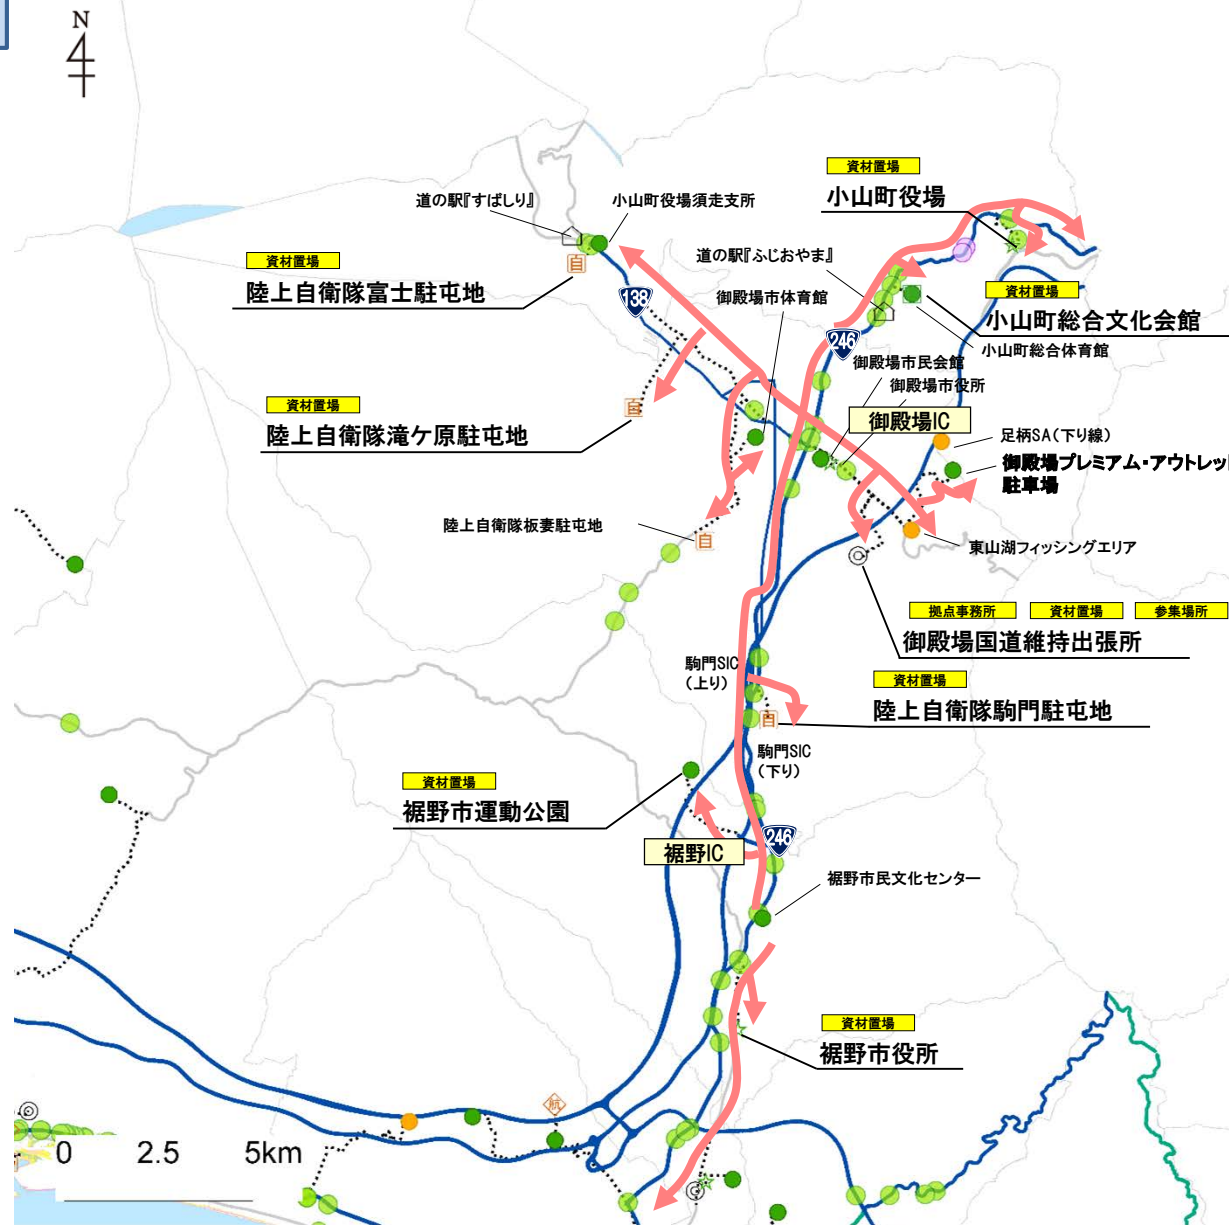 N
資材置場
小山町役場
道の駅『すばしり』
小山町役場須走支所
道の駅『ふじおやま』
資材置場
陸上自衛隊富士駐屯地
自
138
御殿場市体育館
資材置場
小山町総合文化会館
246
小山町総合体育館
御殿場市民会館
御殿場市役所
資材置場
陸上自衛隊滝ケ原駐屯地
自
御殿場IC
足柄SA(下り線)
御殿場プレミアム・アウトレット
駐車場
陸上自衛隊板妻駐屯地
自
東山湖フィッシングエリア
拠点事務所
資材置場
参集場所
御殿場国道維持出張所
駒門SIC
(上り)
資材置場
陸上自衛隊駒門駐屯地
自
駒門SIC
(下り)
資材置場
裾野市運動公園
246
裾野IC
裾野市民文化センター
資材置場
裾野市役所
航
0 2.5 5km